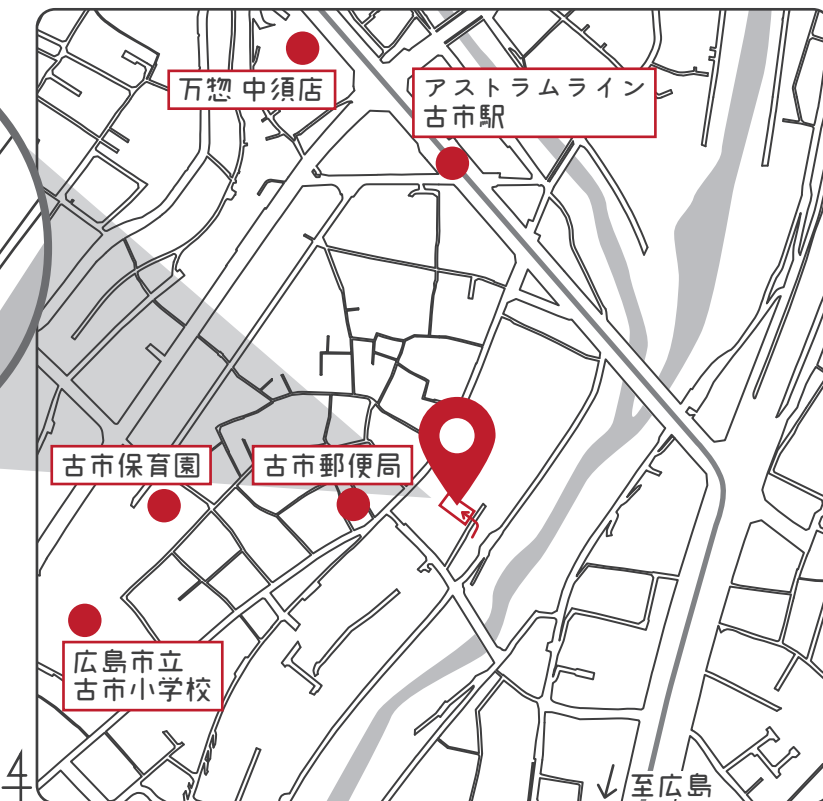 万惣 中須店
アストラムライン
古市駅
古市保育園
古市郵便局
広島市立
古市小学校
至広島